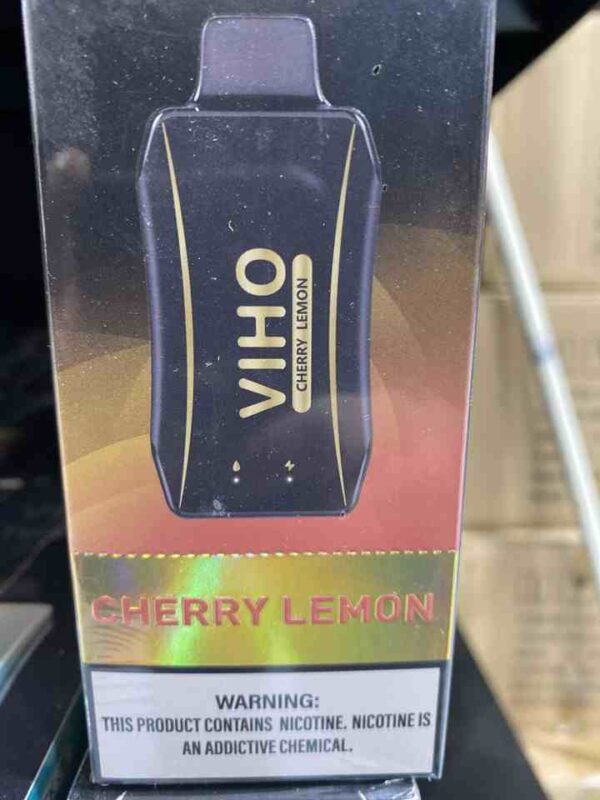 VIHO
CHERRY LEMON
CHERRY LEMON
WARNING:
THIS PRODUCT CONTAINS NICOTINE. NICOTINE IS
AN ADDICTIVE CHEMICAL.